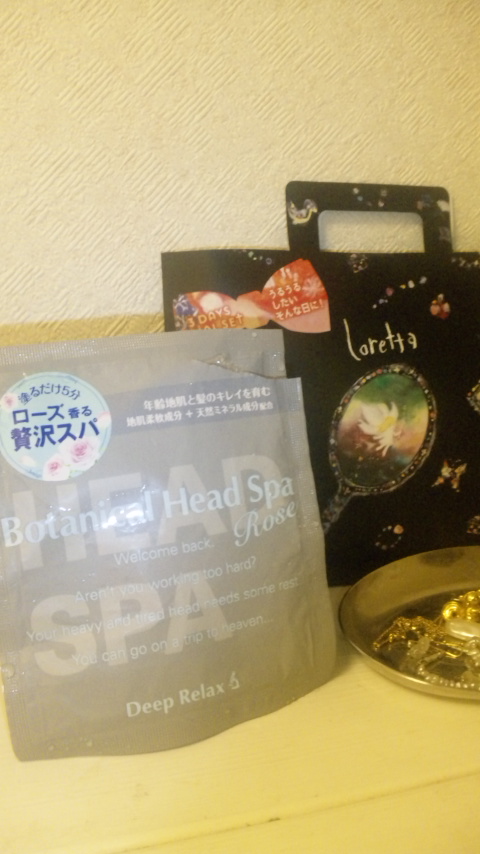 3 DAYS
SET
うるうる
したい
そんな日に!
loretta
塗るだけ5分
ローズ香る
贅沢スパ
年齢地肌と髪のキレイを育む
地肌柔軟成分 + 天然ミネラル成分配合
HEAD
SPA
Botanical Head Spa
Rose
Welcome back.
Aren't you working too hard?
Your heavy and tired head needs some rest.
You can go on a trip to heaven...
Deep Relax